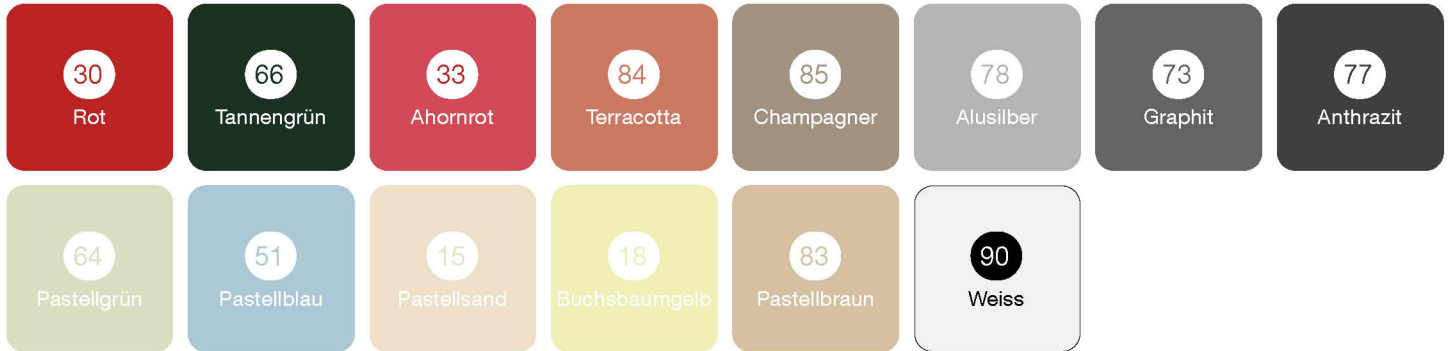 30
Rot
66
Tannengrün
33
Ahornrot
84
Terracotta
85
Champagner
78
Alusilber
73
Graphit
77
Anthrazit
64
Pastellgrün
51
Pastellblau
15
Pastellsand
18
Buchsbaumgelb
83
Pastellbraun
90
Weiss